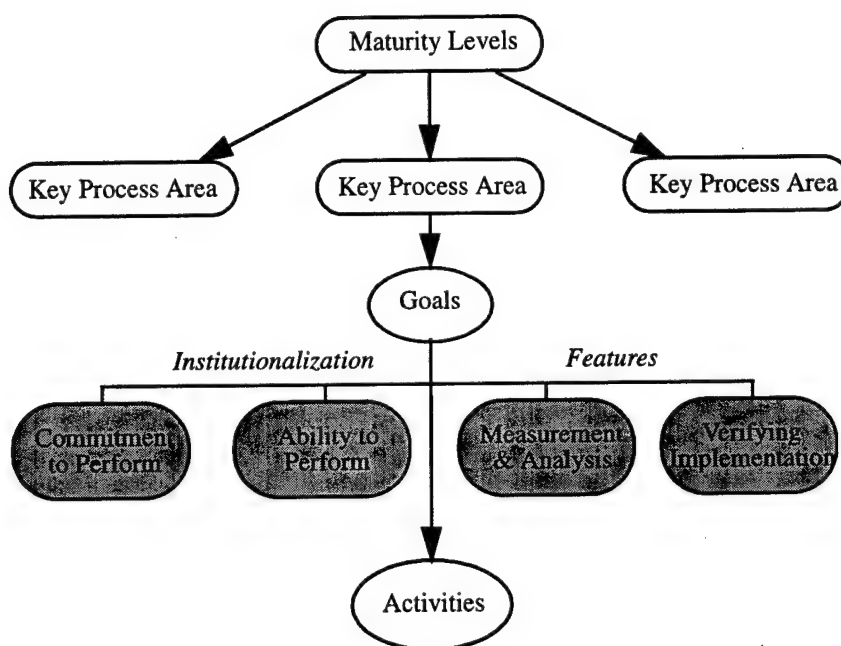 Maturity Levels
Key Process Area
Key Process Area
Key Process Area
Goals
Institutionalization
Features
Commitment
to Perform
Ability to
Perform
Measurement
& Analysis
Verifying
Implementation
Activities